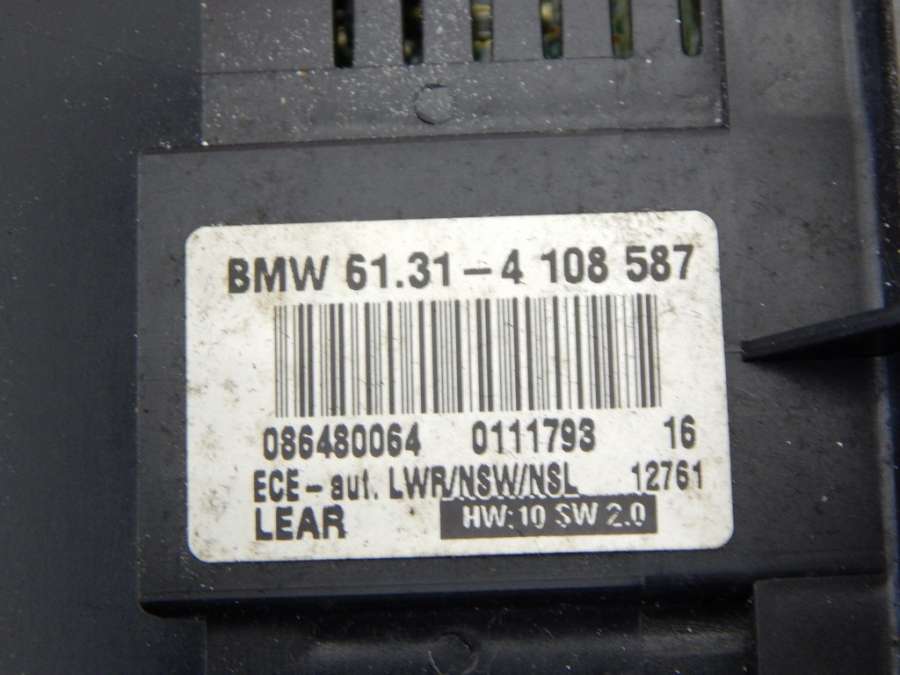 BMW 61.31-4 108 587
086480064 0111793 16
ECE-aut. LWR/NSW/NSL 12761
LEAR HW:10 SW 2.0